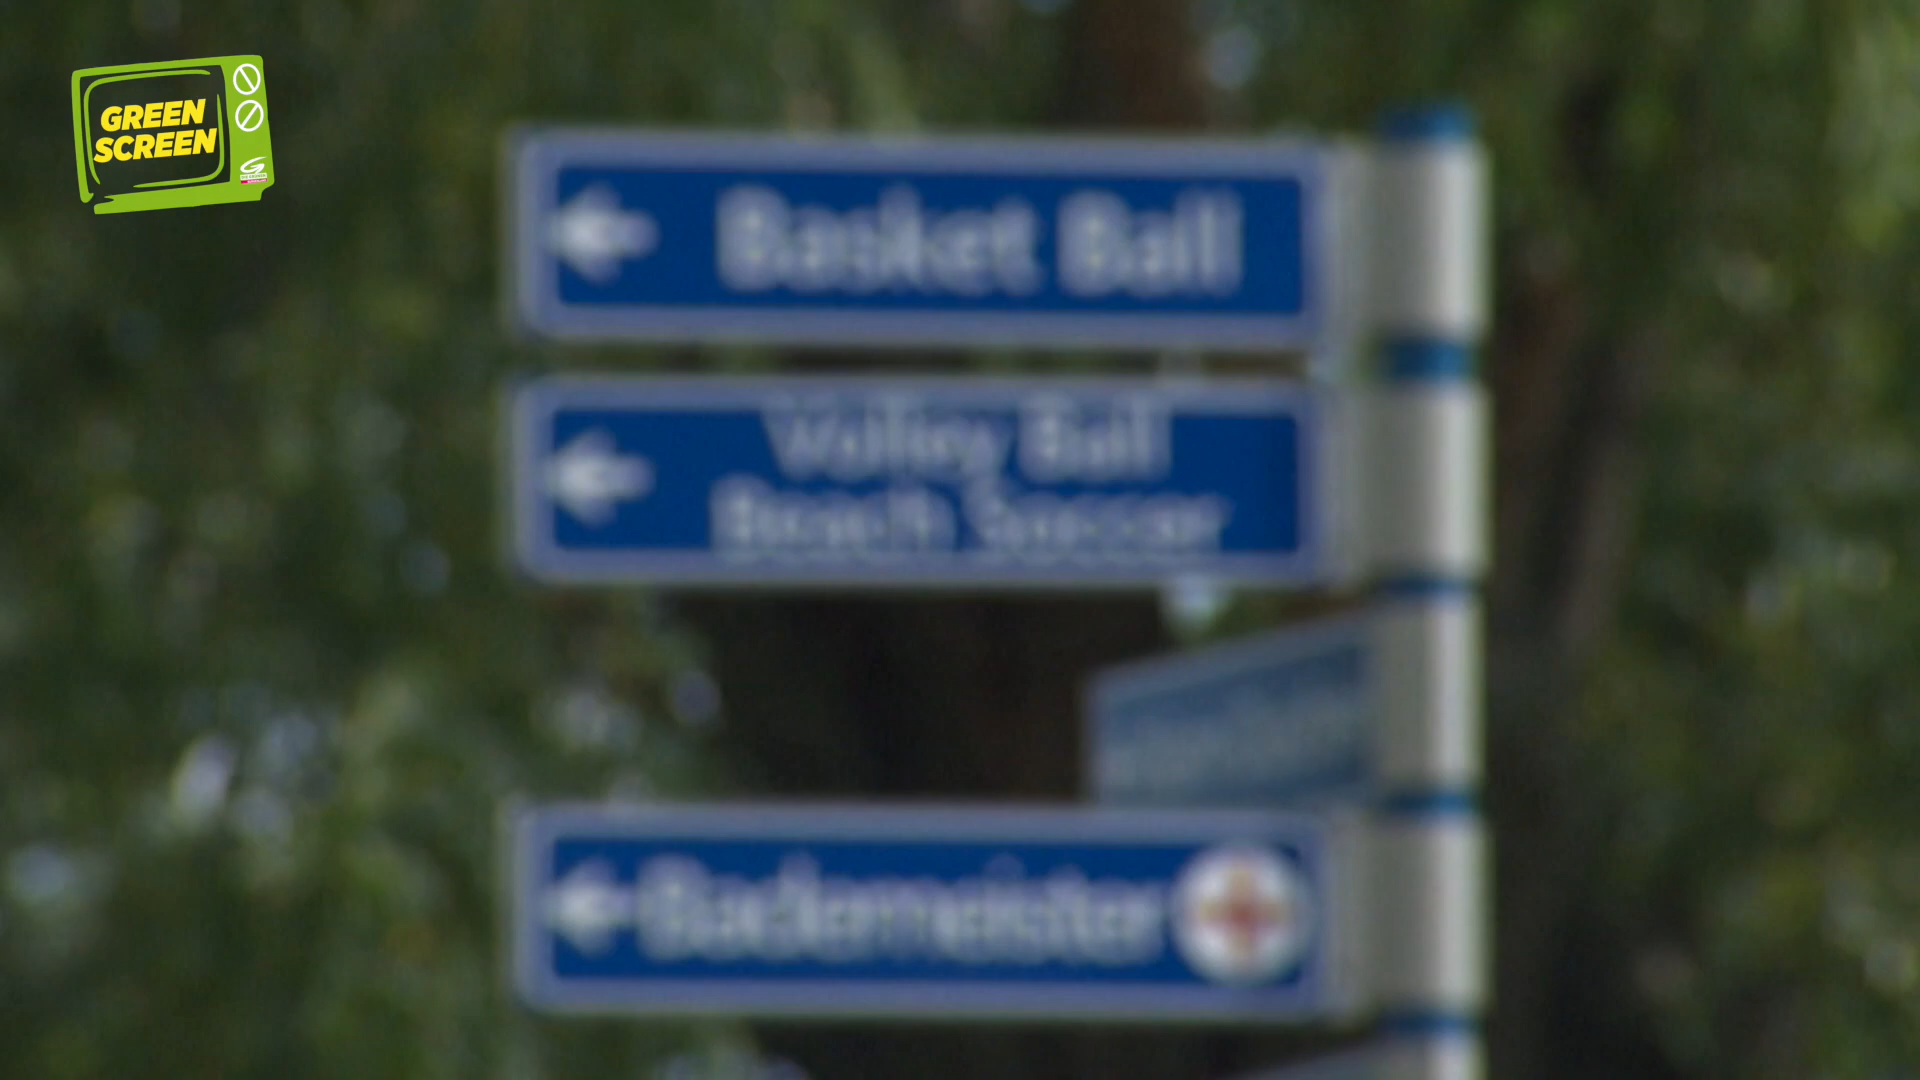 GREEN
SCREEN
Basket Ball
Volley Ball
Beach Soccer
Bademeister